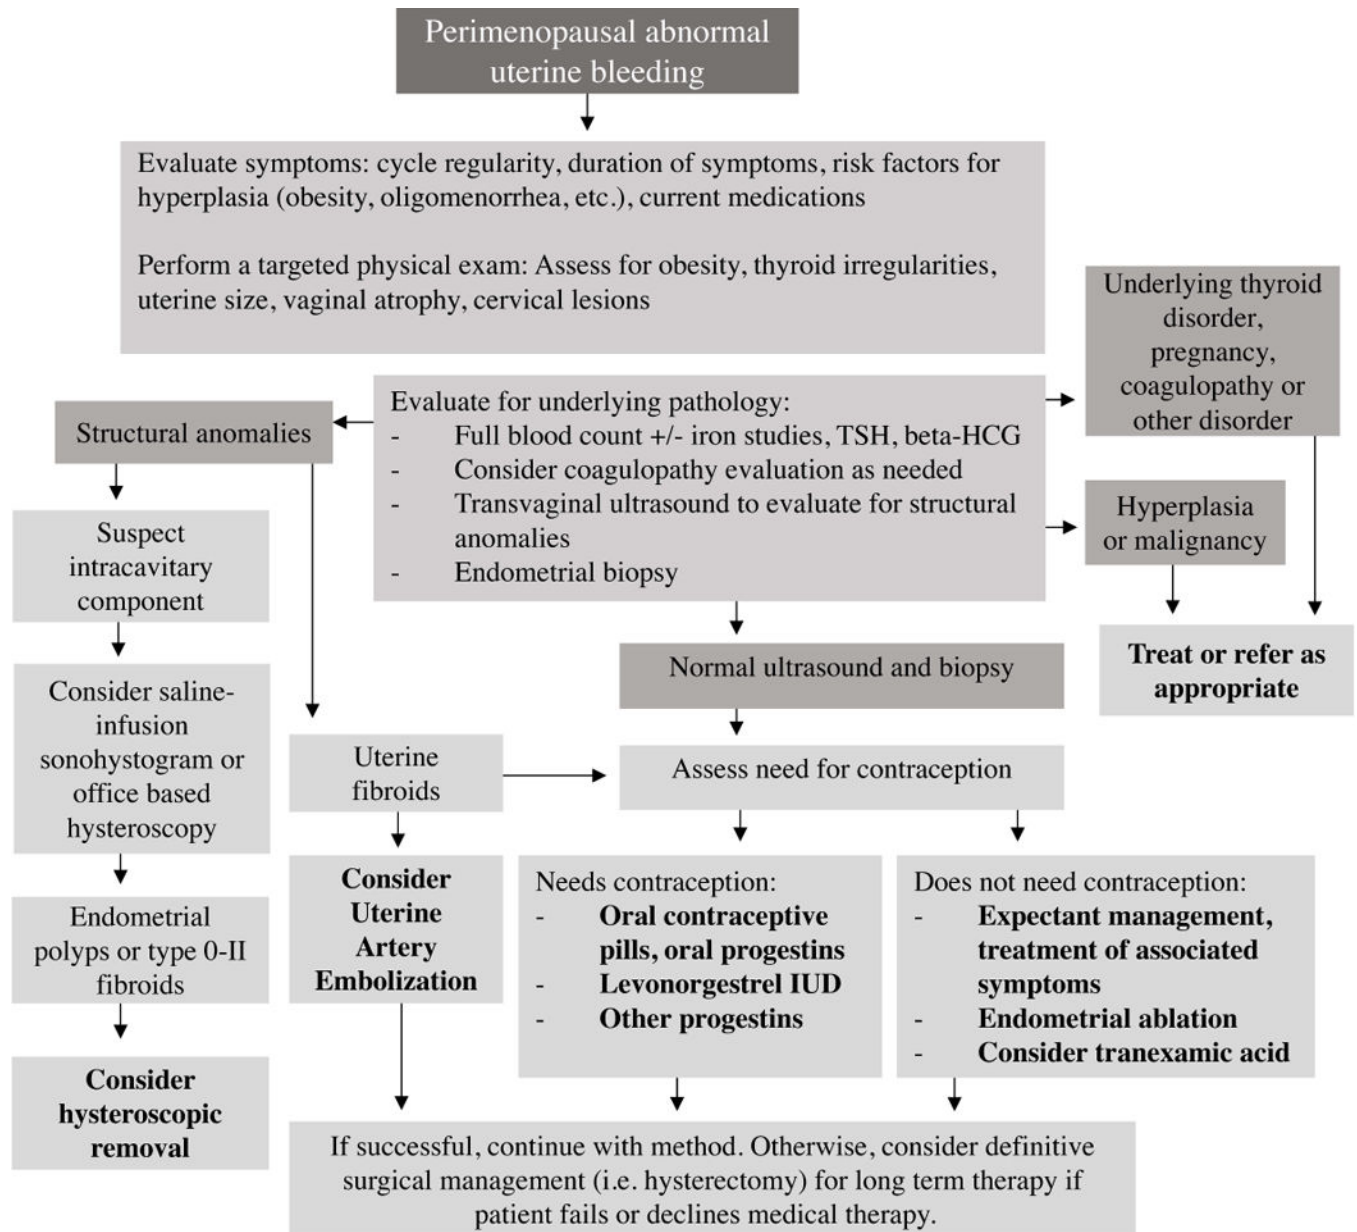 Perimenopausal abnormal
uterine bleeding
Evaluate symptoms: cycle regularity, duration of symptoms, risk factors for
hyperplasia (obesity, oligomenorrhea, etc.), current medications
Perform a targeted physical exam: Assess for obesity, thyroid irregularities,
uterine size, vaginal atrophy, cervical lesions
Underlying thyroid
disorder,
pregnancy,
coagulopathy or
other disorder
Structural anomalies
Evaluate for underlying pathology:
- Full blood count +/- iron studies, TSH, beta-HCG
- Consider coagulopathy evaluation as needed
- Transvaginal ultrasound to evaluate for structural
anomalies
- Endometrial biopsy
Hyperplasia
or malignancy
Suspect
intracavitary
component
Treat or refer as
appropriate
Normal ultrasound and biopsy
Consider saline-
infusion
sonohystogram or
office based
hysteroscopy
Uterine
fibroids
Assess need for contraception
Endometrial
polyps or type 0-II
fibroids
Consider
Uterine
Artery
Embolization
Needs contraception:
- Oral contraceptive
pills, oral progestins
- Levonorgestrel IUD
- Other progestins
Does not need contraception:
- Expectant management,
treatment of associated
symptoms
- Endometrial ablation
- Consider tranexamic acid
Consider
hysteroscopic
removal
If successful, continue with method. Otherwise, consider definitive
surgical management (i.e. hysterectomy) for long term therapy if
patient fails or declines medical therapy.